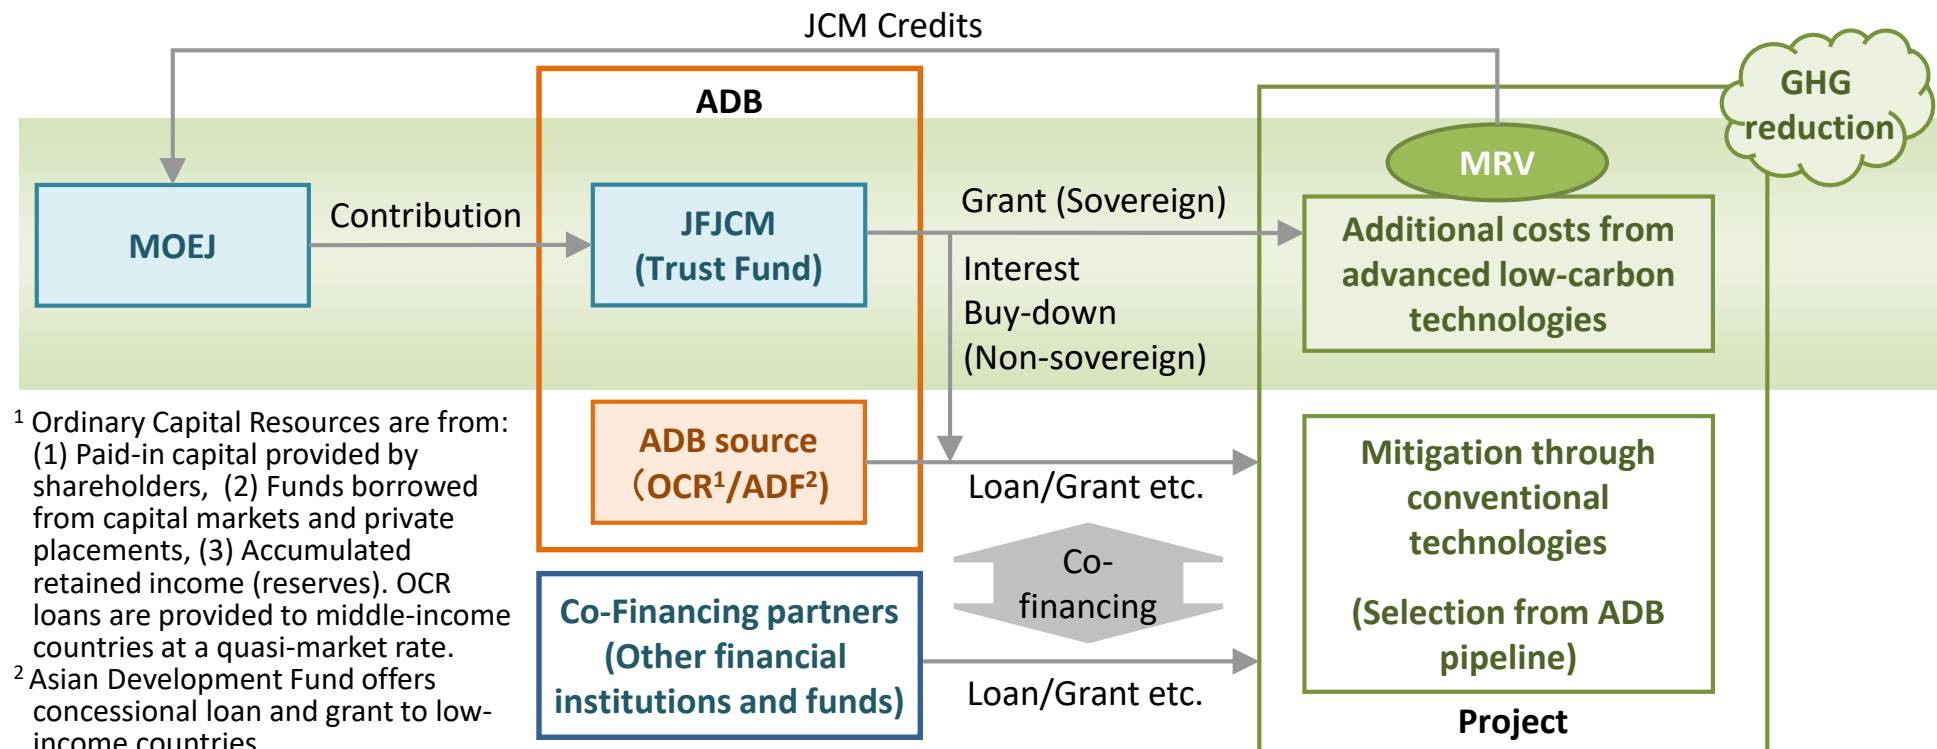 JCM Credits
ADB
GHG
reduction
MRV
MOEJ
Contribution
JFJCM
(Trust Fund)
Grant (Sovereign)
Interest
Buy-down
(Non-sovereign)
Additional costs from
advanced low-carbon
technologies
ADB source
（OCR¹/ADF²)
Loan/Grant etc.
Co-
financing
Co-Financing partners
(Other financial
institutions and funds)
Loan/Grant etc.
Mitigation through
conventional
technologies
(Selection from ADB
pipeline)
Project
¹ Ordinary Capital Resources are from:
(1) Paid-in capital provided by
shareholders, (2) Funds borrowed
from capital markets and private
placements, (3) Accumulated
retained income (reserves). OCR
loans are provided to middle-income
countries at a quasi-market rate.
² Asian Development Fund offers
concessional loan and grant to low-
income countries